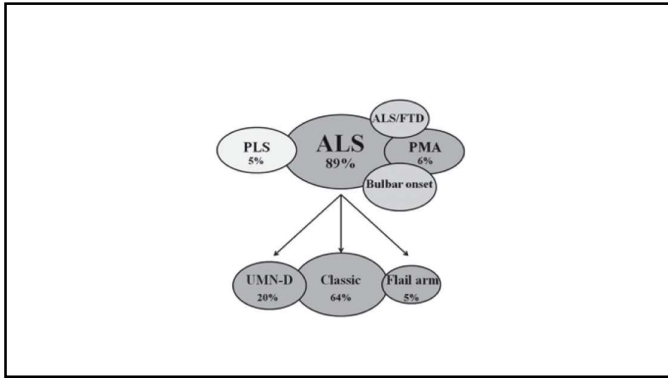 ALS/FTD
PLS
5%
ALS
89%
PMA
6%
Bulbar onset
UMN-D
20%
Classic
64%
Flail arm
5%